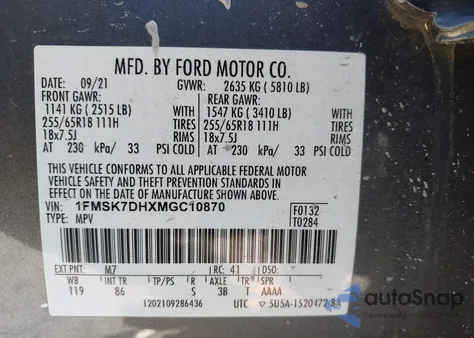 MFD. BY FORD MOTOR CO.
DATE: 09/21 GVWR: 2635 KG ( 5810 LB)
FRONT GAWR: REAR GAWR:
1141 KG ( 2515 LB) WITH 1547 KG ( 3410 LB) WITH
255/65R18 111H TIRES 255/65R18 111H TIRES
18x7.5J RIMS 18x7.5J RIMS
AT 230 kPa/ 33 PSI COLD AT 230 kPa/ 33 PSI COLD
THIS VEHICLE CONFORMS TO ALL APPLICABLE FEDERAL MOTOR
VEHICLE SAFETY AND THEFT PREVENTION STANDARDS IN
EFFECT ON THE DATE OF MANUFACTURE SHOWN ABOVE.
VIN: 1FMSK7DHXMGC10870 F0132
TYPE: MPV T0284
EXT PNT: M7 RC: 41 DSO:
WB INT TR TP/PS R AXLE TR SPR
119 86 S 3B T AAAA
1202109286436 UTC 5U5A-1520472-BA
autoSnap